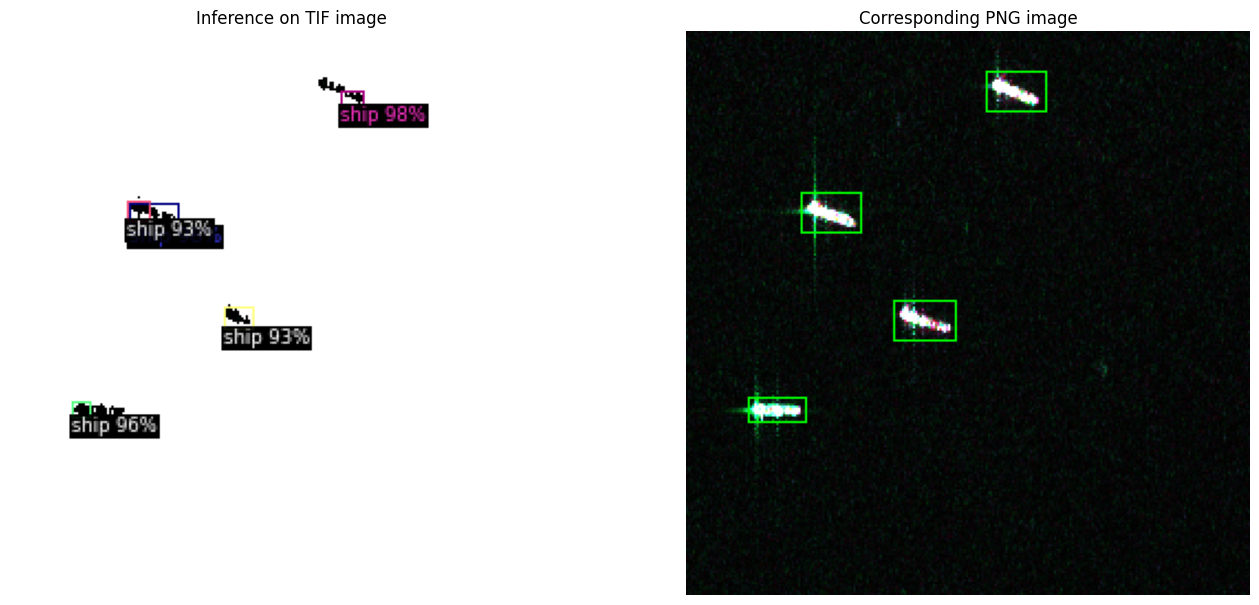 Inference on TIF image
Corresponding PNG image
ship 98%
ship 93%
ship 93%
ship 96%